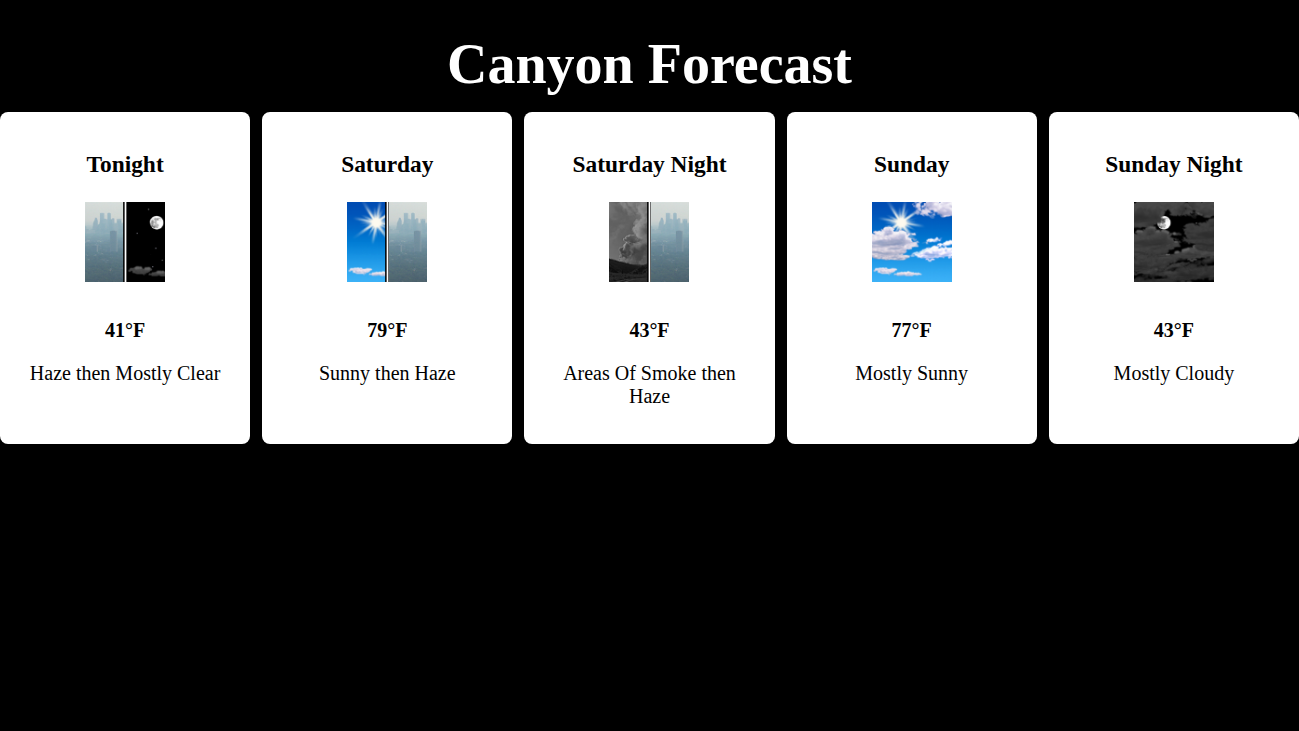 Canyon Forecast
Tonight
41°F
Haze then Mostly Clear
Saturday
79°F
Sunny then Haze
Saturday Night
43°F
Areas Of Smoke then
Haze
Sunday
77°F
Mostly Sunny
Sunday Night
43°F
Mostly Cloudy